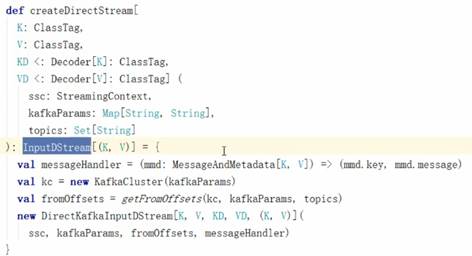 def createDirectStream[
K: ClassTag,
V: ClassTag,
KD <: Decoder[K]: ClassTag,
VD <: Decoder[V]: ClassTag] (
ssc: StreamingContext,
kafkaParams: Map[String, String],
topics: Set[String]
): InputDStream[(K, V)] = {
val messageHandler = (mmd: MessageAndMetadata[K, V]) => (mmd.key, mmd.message)
val kc = new KafkaCluster(kafkaParams)
val fromOffsets = getFromOffsets(kc, kafkaParams, topics)
new DirectKafkaInputDStream[K, V, KD, VD, (K, V)](
ssc, kafkaParams, fromOffsets, messageHandler)
}